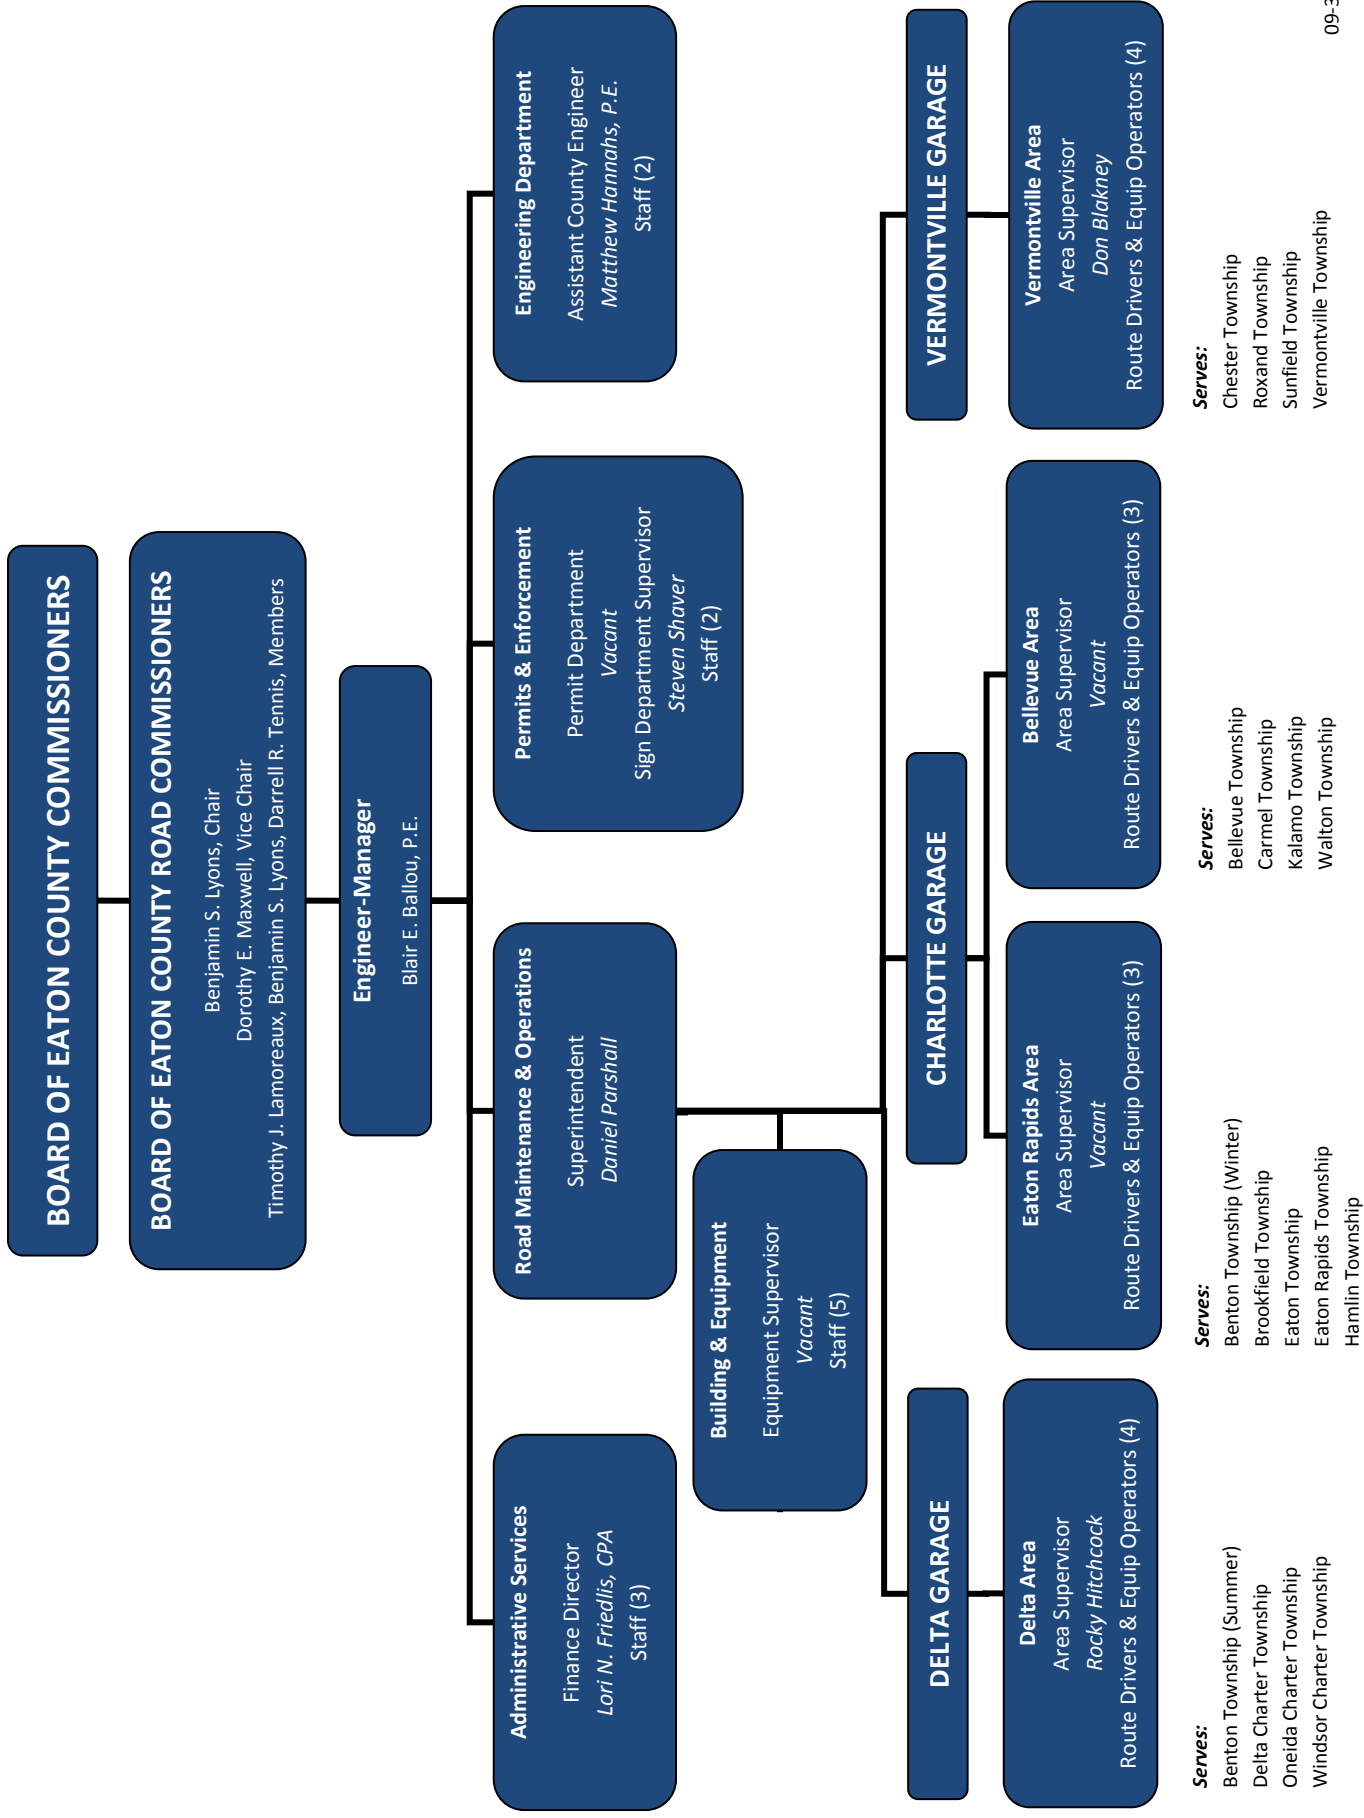 BOARD OF EATON COUNTY COMMISSIONERS
BOARD OF EATON COUNTY ROAD COMMISSIONERS
Benjamin S. Lyons, Chair
Dorothy E. Maxwell, Vice Chair
Timothy J. Lamoreaux, Benjamin S. Lyons, Darrell R. Tennis, Members
Engineer-Manager
Blair E. Ballou, P.E.
Administrative Services
Finance Director
Lori N. Friedlis, CPA
Staff (3)
Road Maintenance & Operations
Superintendent
Daniel Parshall
Permits & Enforcement
Permit Department
Vacant
Sign Department Supervisor
Steven Shaver
Staff (2)
Engineering Department
Assistant County Engineer
Matthew Hannahs, P.E.
Staff (2)
Building & Equipment
Equipment Supervisor
Vacant
Staff (5)
DELTA GARAGE
CHARLOTTE GARAGE
VERMONTVILLE GARAGE
Delta Area
Area Supervisor
Rocky Hitchcock
Route Drivers & Equip Operators (4)
Eaton Rapids Area
Area Supervisor
Vacant
Route Drivers & Equip Operators (3)
Bellevue Area
Area Supervisor
Vacant
Route Drivers & Equip Operators (3)
Vermontville Area
Area Supervisor
Don Blakney
Route Drivers & Equip Operators (4)
Serves:
Benton Township (Summer)
Delta Charter Township
Oneida Charter Township
Windsor Charter Township
Serves:
Benton Township (Winter)
Brookfield Township
Eaton Township
Eaton Rapids Township
Hamlin Township
Serves:
Bellevue Township
Carmel Township
Kalamo Township
Walton Township
Serves:
Chester Township
Roxand Township
Sunfield Township
Vermontville Township